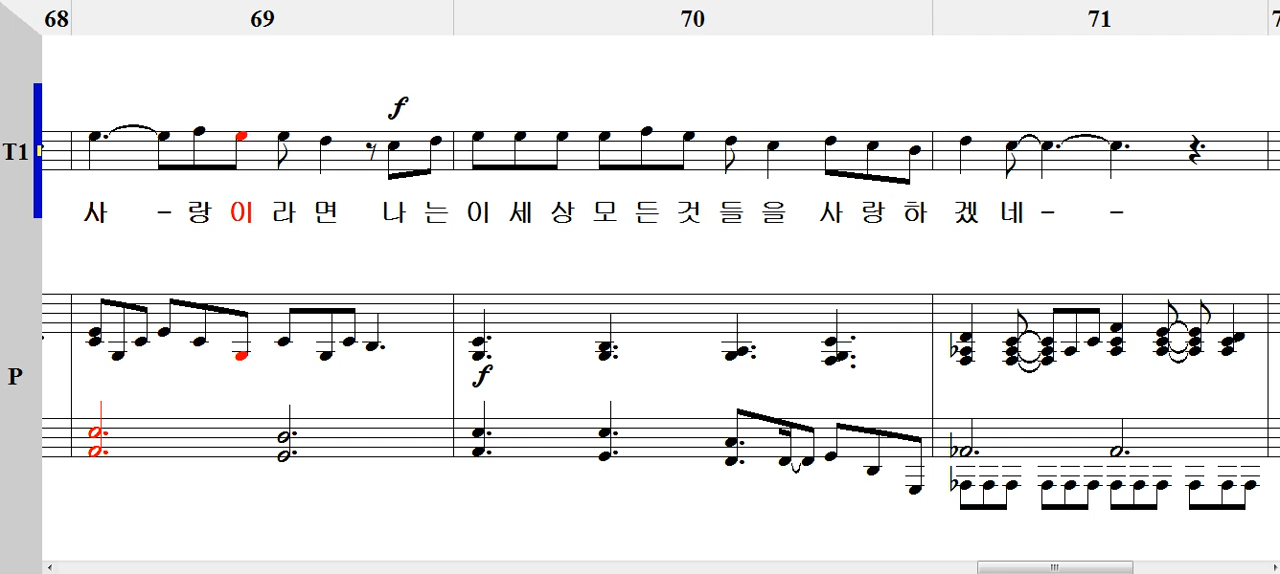 68 69 70 71 7
f
T1
사 - 랑 이 라 면 나 는 이 세 상 모 든 것 들 을 사 랑 하 겠 네 - -
P
f